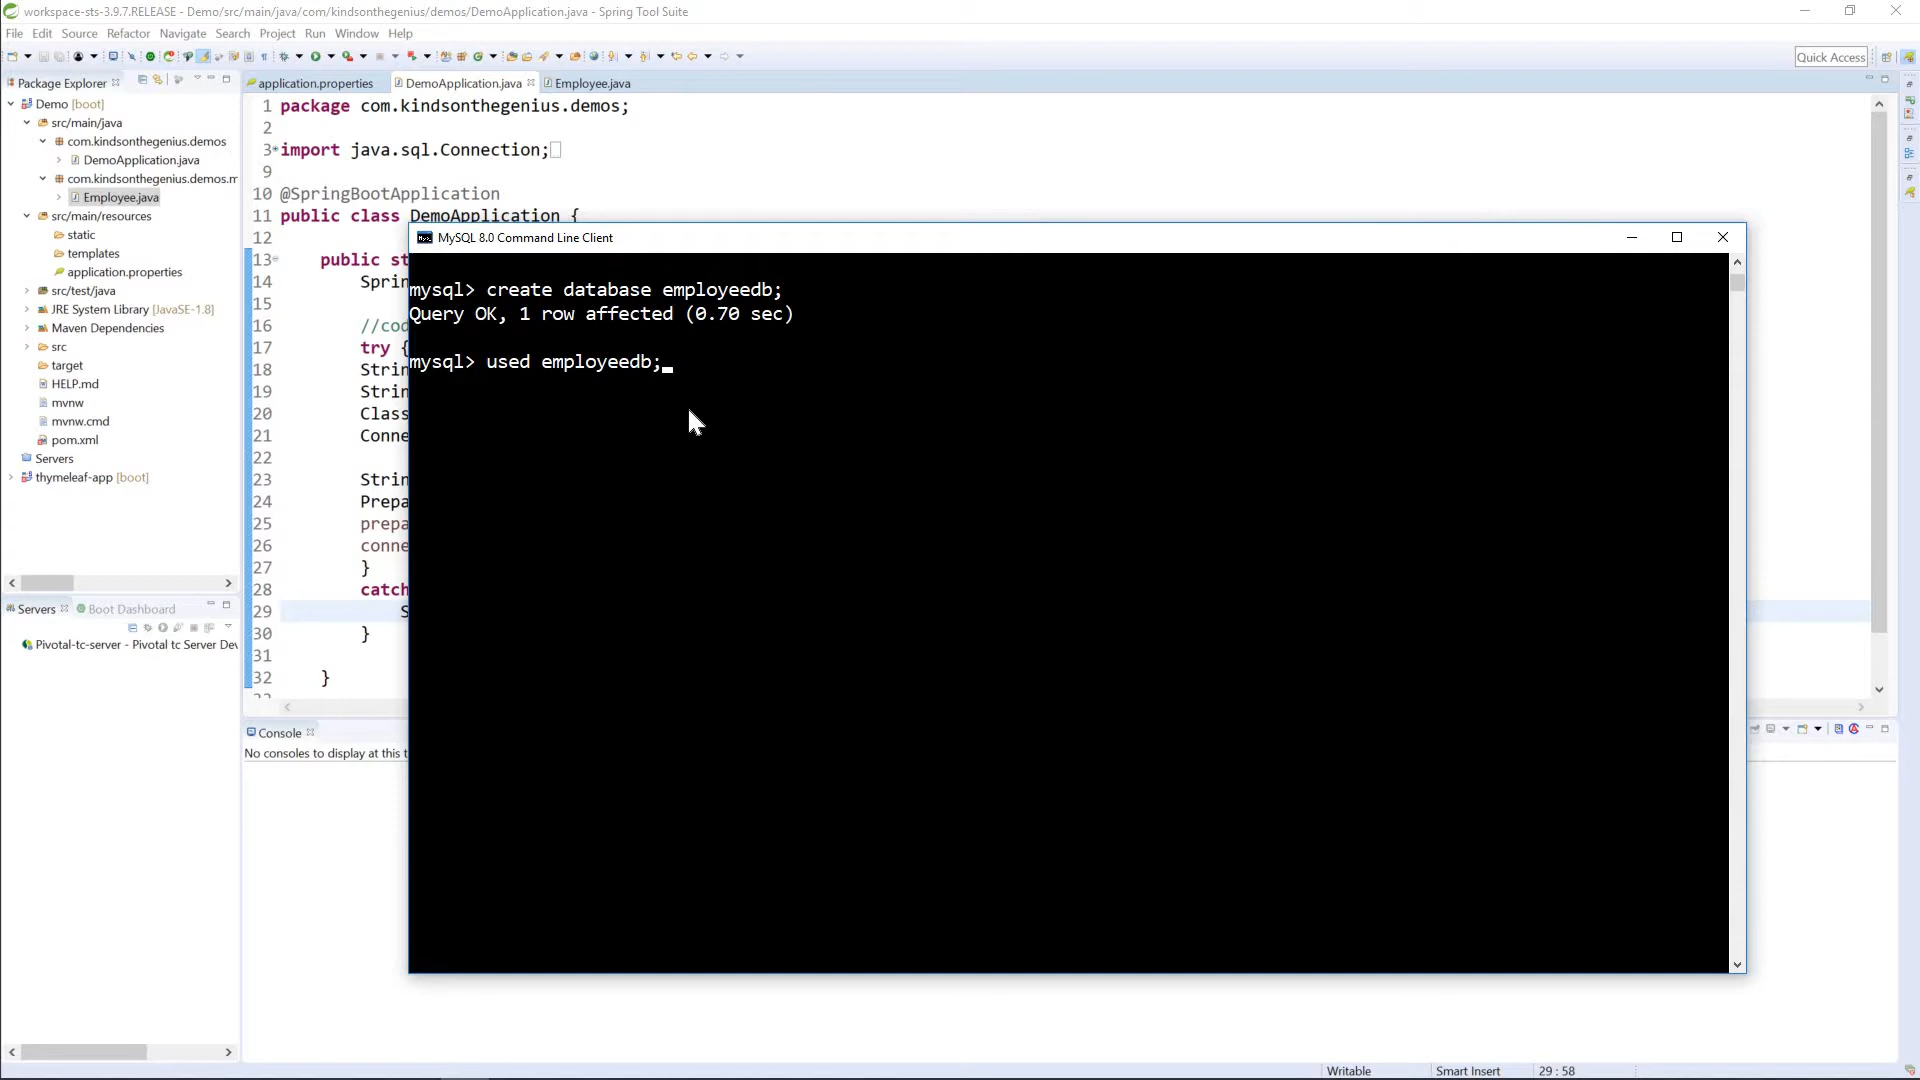 workspace-sts-3.9.7.RELEASE - Demo/src/main/java/com/kindsonthegenius/demos/DemoApplication.java - Spring Tool Suite
File Edit Source Refactor Navigate Search Project Run Window Help
Quick Access
Package Explorer
application.properties
DemoApplication.java
Employee.java
Demo [boot]
src/main/java
com.kindsonthegenius.demos
DemoApplication.java
com.kindsonthegenius.demos.m
Employee.java
src/main/resources
static
templates
application.properties
src/test/java
JRE System Library [JavaSE-1.8]
Maven Dependencies
src
target
HELP.md
mvnw
mvnw.cmd
pom.xml
Servers
thymeleaf-app [boot]
1 package com.kindsonthegenius.demos;
2
3 import java.sql.Connection;
9
10 @SpringBootApplication
11 public class DemoApplication {
12
13 public st
14 Sprin
15
16 //cod
17 try {
18 Strin
19 Strin
20 Class
21 Conne
22
23 Strin
24 Prepa
25 prepa
26 conne
27 }
28 catch
29 S
30 }
31
32 }
MySQL 8.0 Command Line Client
mysql> create database employeedb;
Query OK, 1 row affected (0.70 sec)
mysql> used employeedb;
Servers
Boot Dashboard
Pivotal-tc-server - Pivotal tc Server Dev
Console
No consoles to display at this t
Writable
Smart Insert
29 : 58